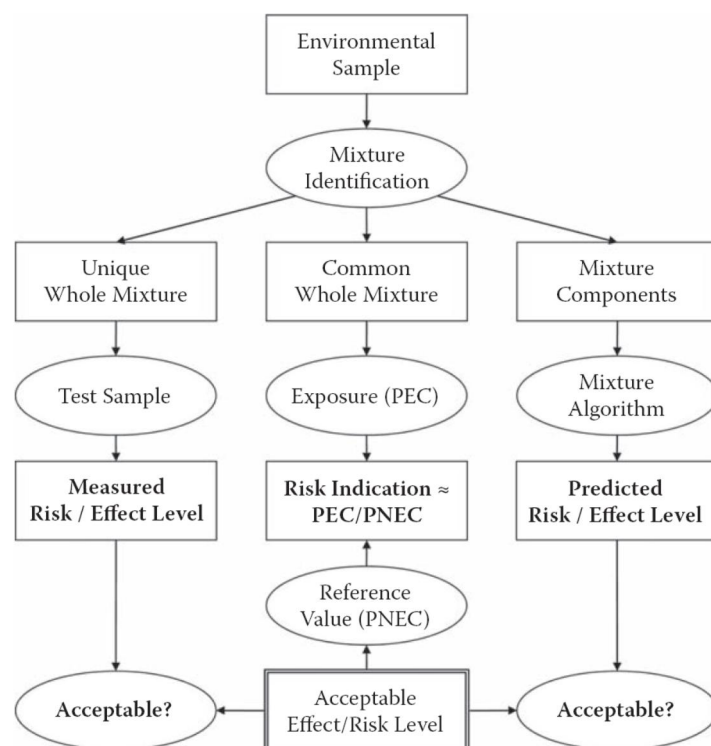 Environmental
Sample
Mixture
Identification
Unique
Whole Mixture
Common
Whole Mixture
Mixture
Components
Test Sample
Exposure (PEC)
Mixture
Algorithm
Measured
Risk / Effect Level
Risk Indication ≈
PEC/PNEC
Predicted
Risk / Effect Level
Reference
Value (PNEC)
Acceptable?
Acceptable
Effect/Risk Level
Acceptable?